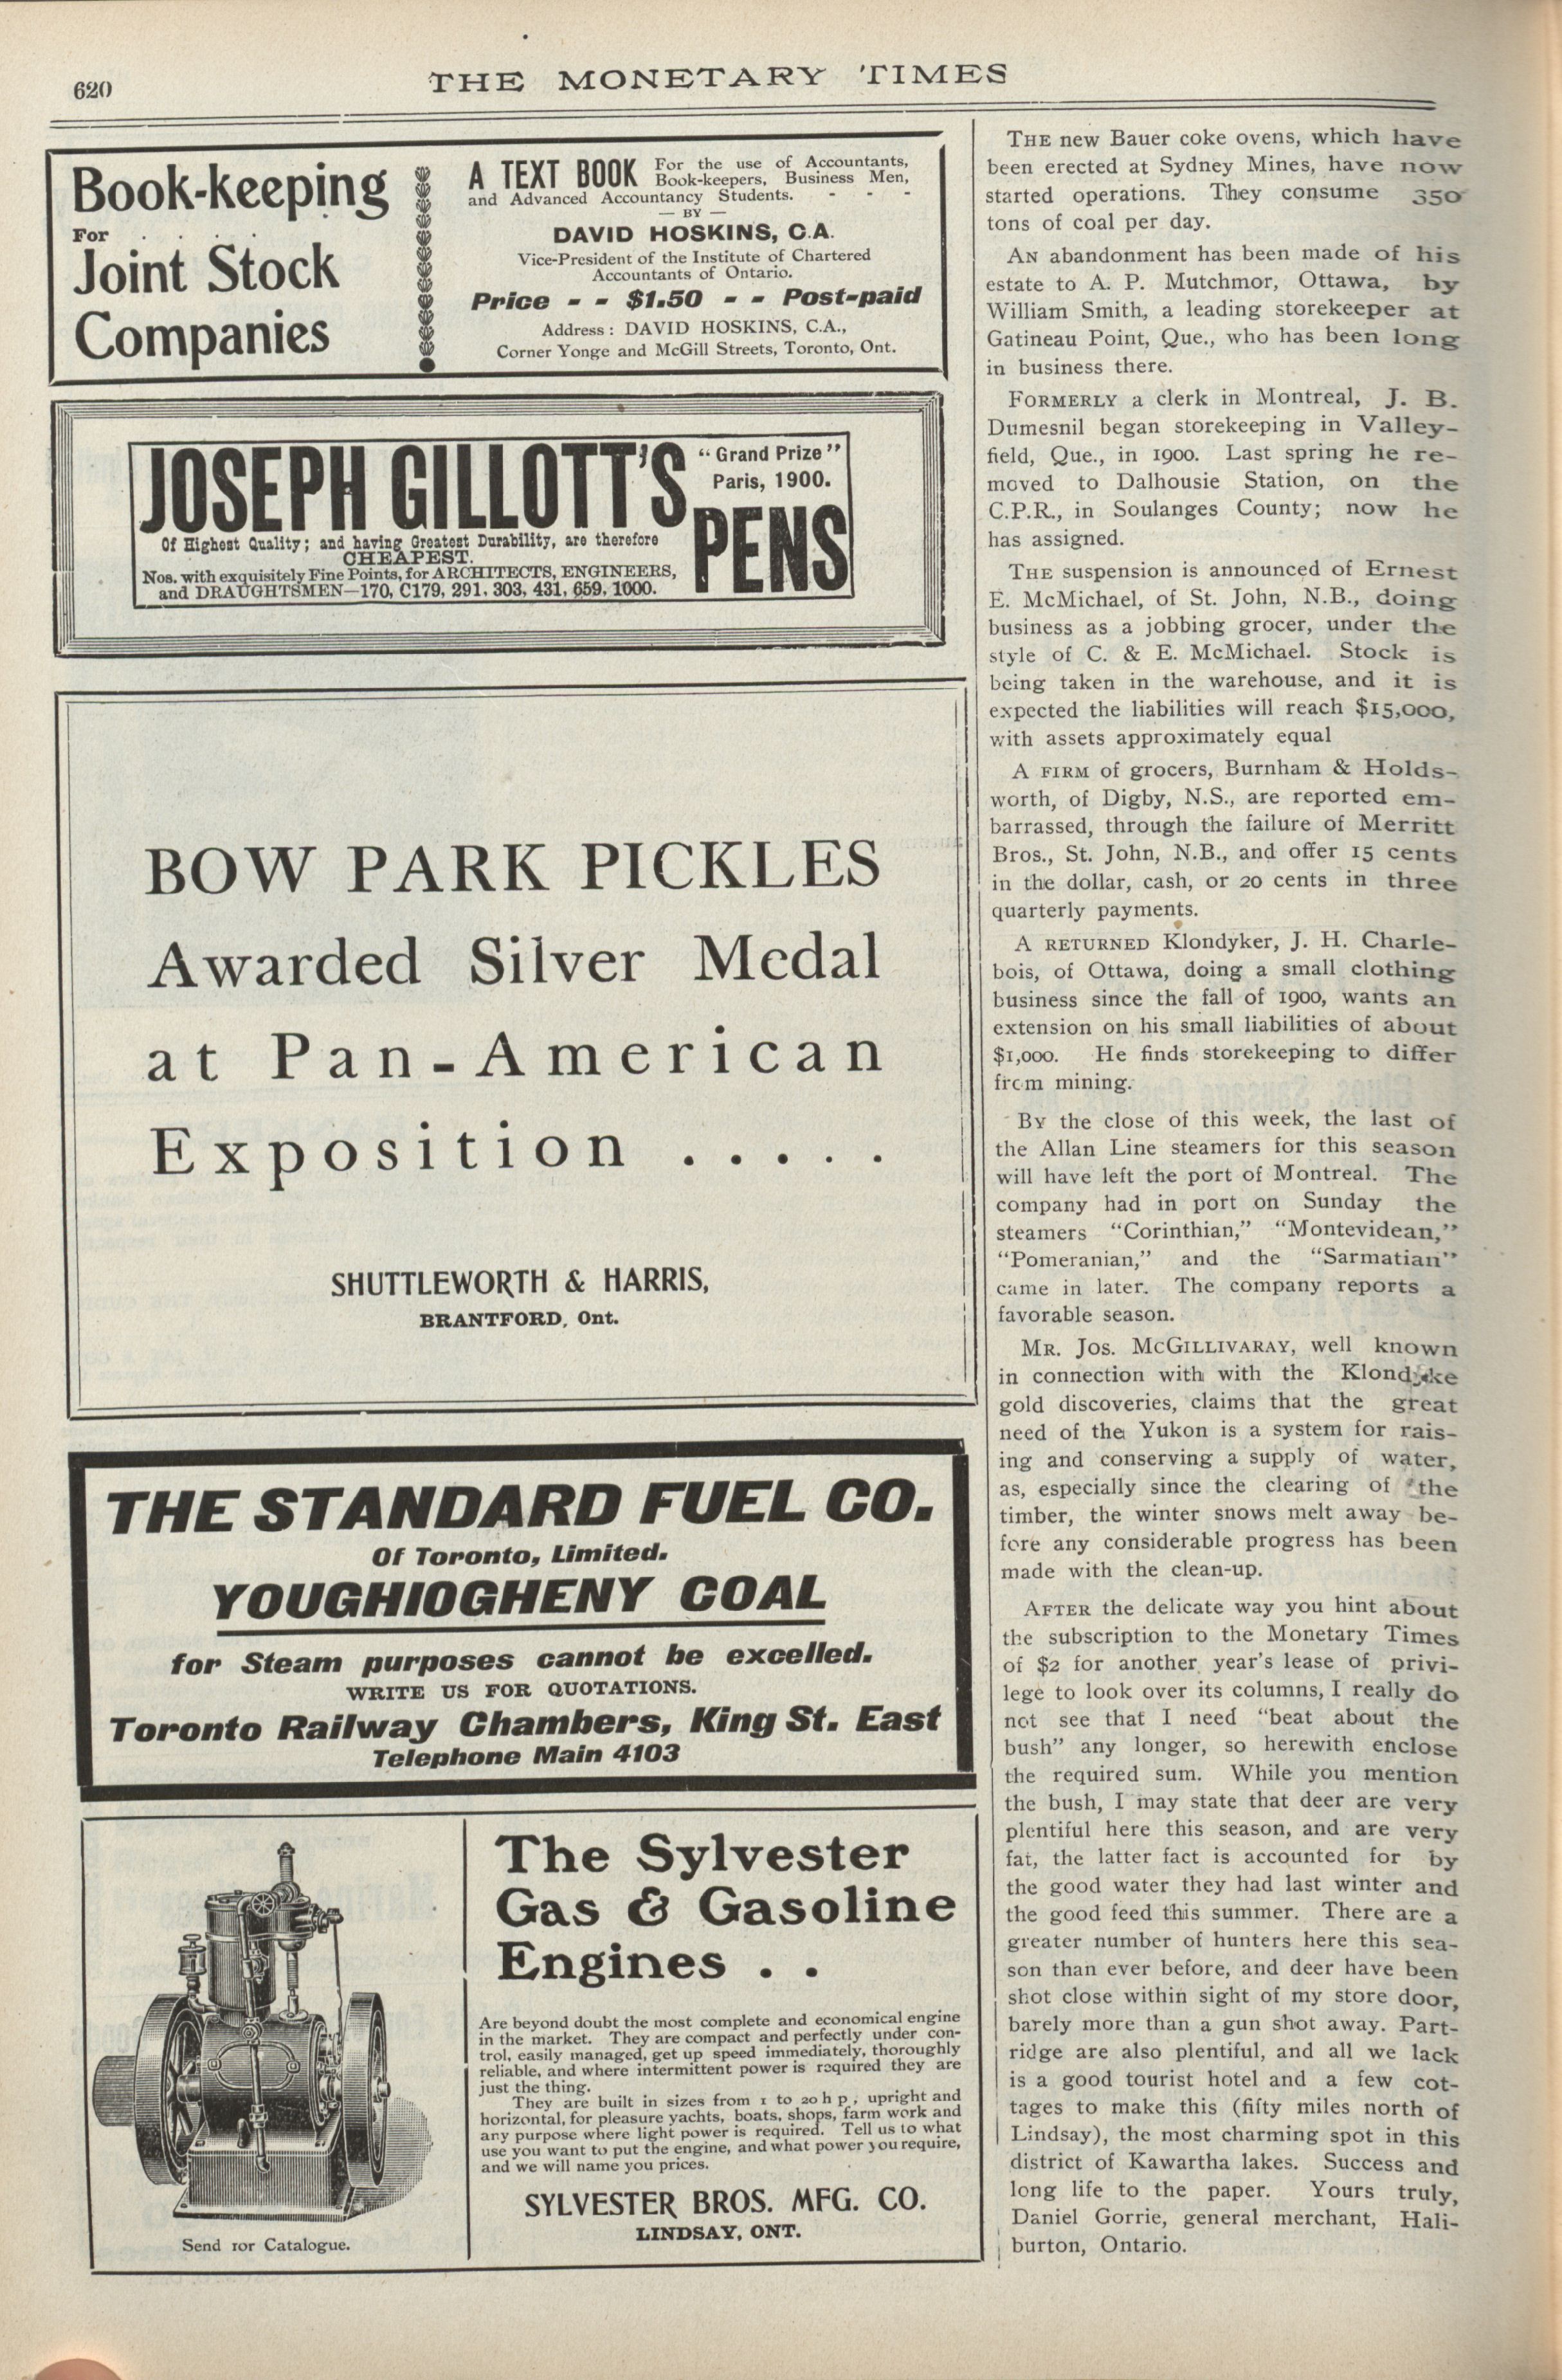 620
THE MONETARY TIMES
Book-keeping
For
Joint Stock
Companies
A TEXT BOOK For the use of Accountants,
Book-keepers, Business Men,
and Advanced Accountancy Students. - - -
— BY —
DAVID HOSKINS, C.A.
Vice-President of the Institute of Chartered
Accountants of Ontario.
Price - - $1.50 - - Post-paid
Address: DAVID HOSKINS, C.A.,
Corner Yonge and McGill Streets, Toronto, Ont.
JOSEPH GILLOTT'S
"Grand Prize"
Paris, 1900.
PENS
Of Highest Quality; and having Greatest Durability, are therefore
CHEAPEST.
Nos. with exquisitely Fine Points, for ARCHITECTS, ENGINEERS,
and DRAUGHTSMEN—170, C179, 291, 303, 431, 659, 1000.
BOW PARK PICKLES
Awarded Silver Medal
at Pan-American
Exposition . . . . .
SHUTTLEWORTH & HARRIS,
BRANTFORD, Ont.
THE STANDARD FUEL CO.
Of Toronto, Limited.
YOUGHIOGHENY COAL
for Steam purposes cannot be excelled.
WRITE US FOR QUOTATIONS.
Toronto Railway Chambers, King St. East
Telephone Main 4103
Send for Catalogue.
The Sylvester
Gas & Gasoline
Engines . .
Are beyond doubt the most complete and economical engine
in the market. They are compact and perfectly under con-
trol, easily managed, get up speed immediately, thoroughly
reliable, and where intermittent power is required they are
just the thing.
They are built in sizes from 1 to 20 h p, upright and
horizontal, for pleasure yachts, boats, shops, farm work and
any purpose where light power is required. Tell us to what
use you want to put the engine, and what power you require,
and we will name you prices.
SYLVESTER BROS. MFG. CO.
LINDSAY, ONT.
THE new Bauer coke ovens, which have
been erected at Sydney Mines, have now
started operations. They consume 350
tons of coal per day.
AN abandonment has been made of his
estate to A. P. Mutchmor, Ottawa, by
William Smith, a leading storekeeper at
Gatineau Point, Que., who has been long
in business there.
FORMERLY a clerk in Montreal, J. B.
Dumesnil began storekeeping in Valley-
field, Que., in 1900. Last spring he re-
moved to Dalhousie Station, on the
C.P.R., in Soulanges County; now he
has assigned.
THE suspension is announced of Ernest
E. McMichael, of St. John, N.B., doing
business as a jobbing grocer, under the
style of C. & E. McMichael. Stock is
being taken in the warehouse, and it is
expected the liabilities will reach $15,000,
with assets approximately equal
A FIRM of grocers, Burnham & Holds-
worth, of Digby, N.S., are reported em-
barrassed, through the failure of Merritt
Bros., St. John, N.B., and offer 15 cents
in the dollar, cash, or 20 cents in three
quarterly payments.
A RETURNED Klondyker, J. H. Charle-
bois, of Ottawa, doing a small clothing
business since the fall of 1900, wants an
extension on his small liabilities of about
$1,000. He finds storekeeping to differ
from mining.
BY the close of this week, the last of
the Allan Line steamers for this season
will have left the port of Montreal. The
company had in port on Sunday the
steamers "Corinthian," "Montevidean,"
"Pomeranian," and the "Sarmatian"
came in later. The company reports a
favorable season.
MR. JOS. MCGILLIVARAY, well known
in connection with with the Klondyke
gold discoveries, claims that the great
need of the Yukon is a system for rais-
ing and conserving a supply of water,
as, especially since the clearing of the
timber, the winter snows melt away be-
fore any considerable progress has been
made with the clean-up.
AFTER the delicate way you hint about
the subscription to the Monetary Times
of $2 for another year's lease of privi-
lege to look over its columns, I really do
not see that I need "beat about the
bush" any longer, so herewith enclose
the required sum. While you mention
the bush, I may state that deer are very
plentiful here this season, and are very
fat, the latter fact is accounted for by
the good water they had last winter and
the good feed this summer. There are a
greater number of hunters here this sea-
son than ever before, and deer have been
shot close within sight of my store door,
barely more than a gun shot away. Part-
ridge are also plentiful, and all we lack
is a good tourist hotel and a few cot-
tages to make this (fifty miles north of
Lindsay), the most charming spot in this
district of Kawartha lakes. Success and
long life to the paper. Yours truly,
Daniel Gorrie, general merchant, Hali-
burton, Ontario.